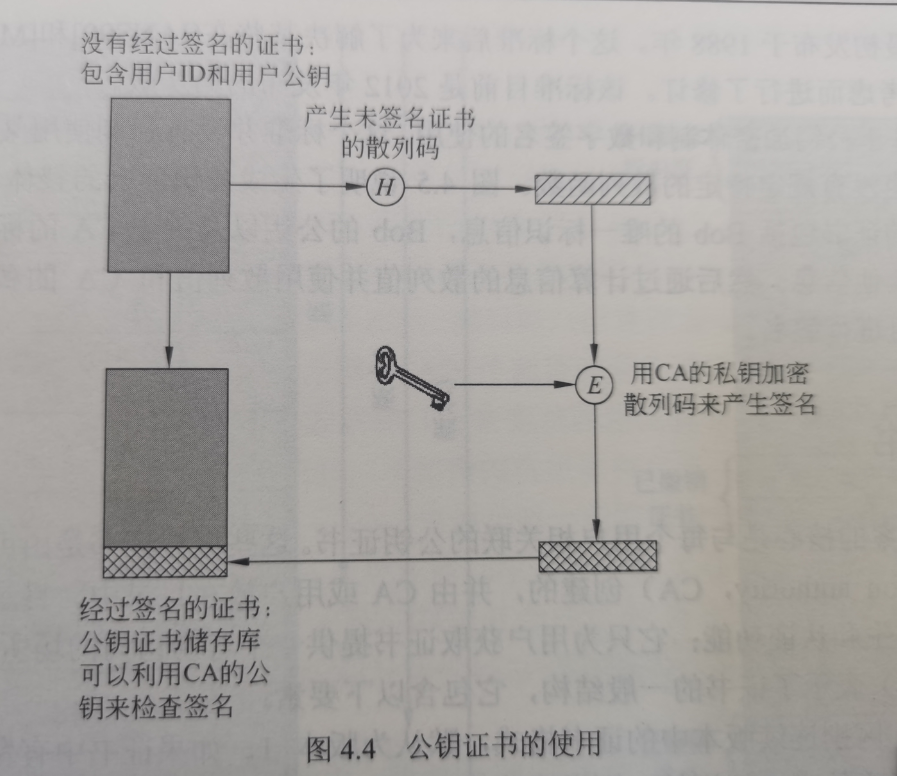 没有经过签名的证书：
包含用户ID和用户公钥
产生未签名证书
的散列码
H
E
用CA的私钥加密
散列码来产生签名
经过签名的证书：
公钥证书储存库
可以利用CA的公
钥来检查签名
图 4.4 公钥证书的使用